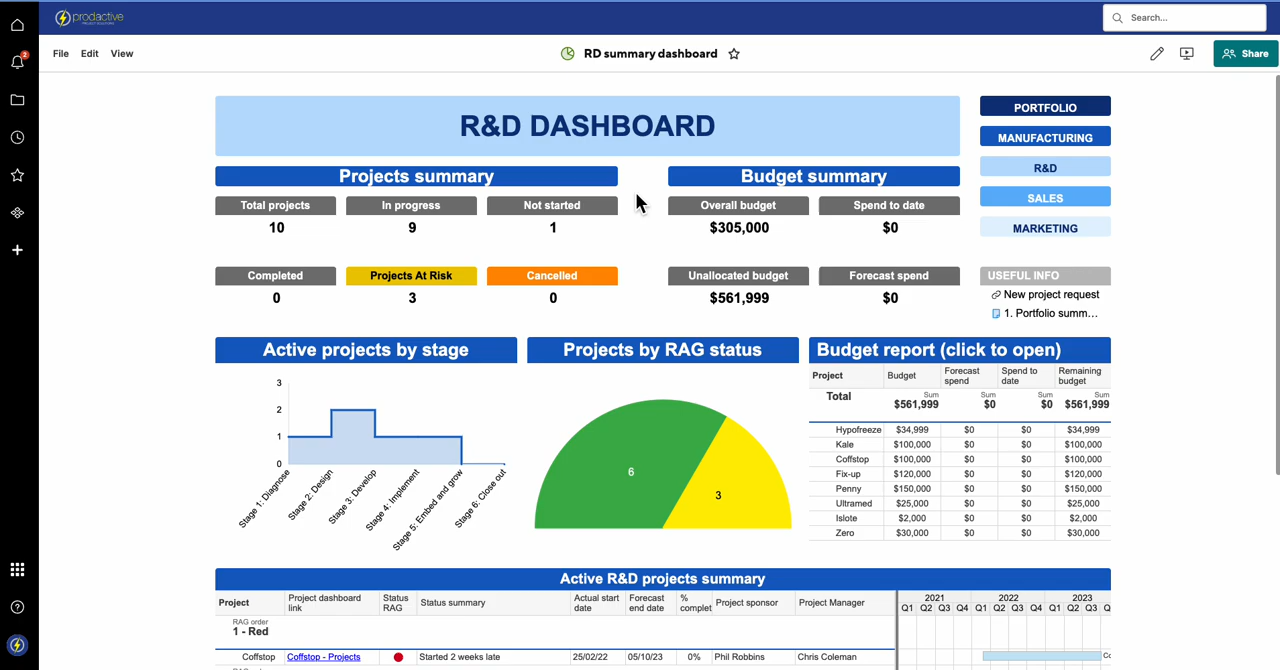 prodactive
PROJECT SOLUTIONS
Search...
2
File Edit View
RD summary dashboard
Share
R&D DASHBOARD
PORTFOLIO
MANUFACTURING
R&D
SALES
MARKETING
Projects summary
Budget summary
Total projects In progress Not started
10 9 1
Overall budget Spend to date
$305,000 $0
Completed Projects At Risk Cancelled
0 3 0
Unallocated budget Forecast spend
$561,999 $0
USEFUL INFO
New project request
1. Portfolio summ...
Active projects by stage
3
2
1
0
Stage 1: Diagnose
Stage 2: Design
Stage 3: Develop
Stage 4: Implement
Stage 5: Embed and grow
Stage 6: Close out
Projects by RAG status
6
3
Budget report (click to open)
Project Budget Forecast spend Spend to date Remaining budget
Sum Sum Sum Sum
Total $561,999 $0 $0 $561,999
Hypofreeze $34,999 $0 $0 $34,999
Kale $100,000 $0 $0 $100,000
Coffstop $100,000 $0 $0 $100,000
Fix-up $120,000 $0 $0 $120,000
Penny $150,000 $0 $0 $150,000
Ultramed $25,000 $0 $0 $25,000
Islote $2,000 $0 $0 $2,000
Zero $30,000 $0 $0 $30,000
Active R&D projects summary
Project Project dashboard link Status RAG Status summary Actual start date Forecast end date % complet Project sponsor Project Manager
2021 2022 2023
Q1 Q2 Q3 Q4 Q1 Q2 Q3 Q4 Q1 Q2 Q3 Q
RAG order
1 - Red
Coffstop Coffstop - Projects Started 2 weeks late 25/02/22 05/10/23 0% Phil Robbins Chris Coleman